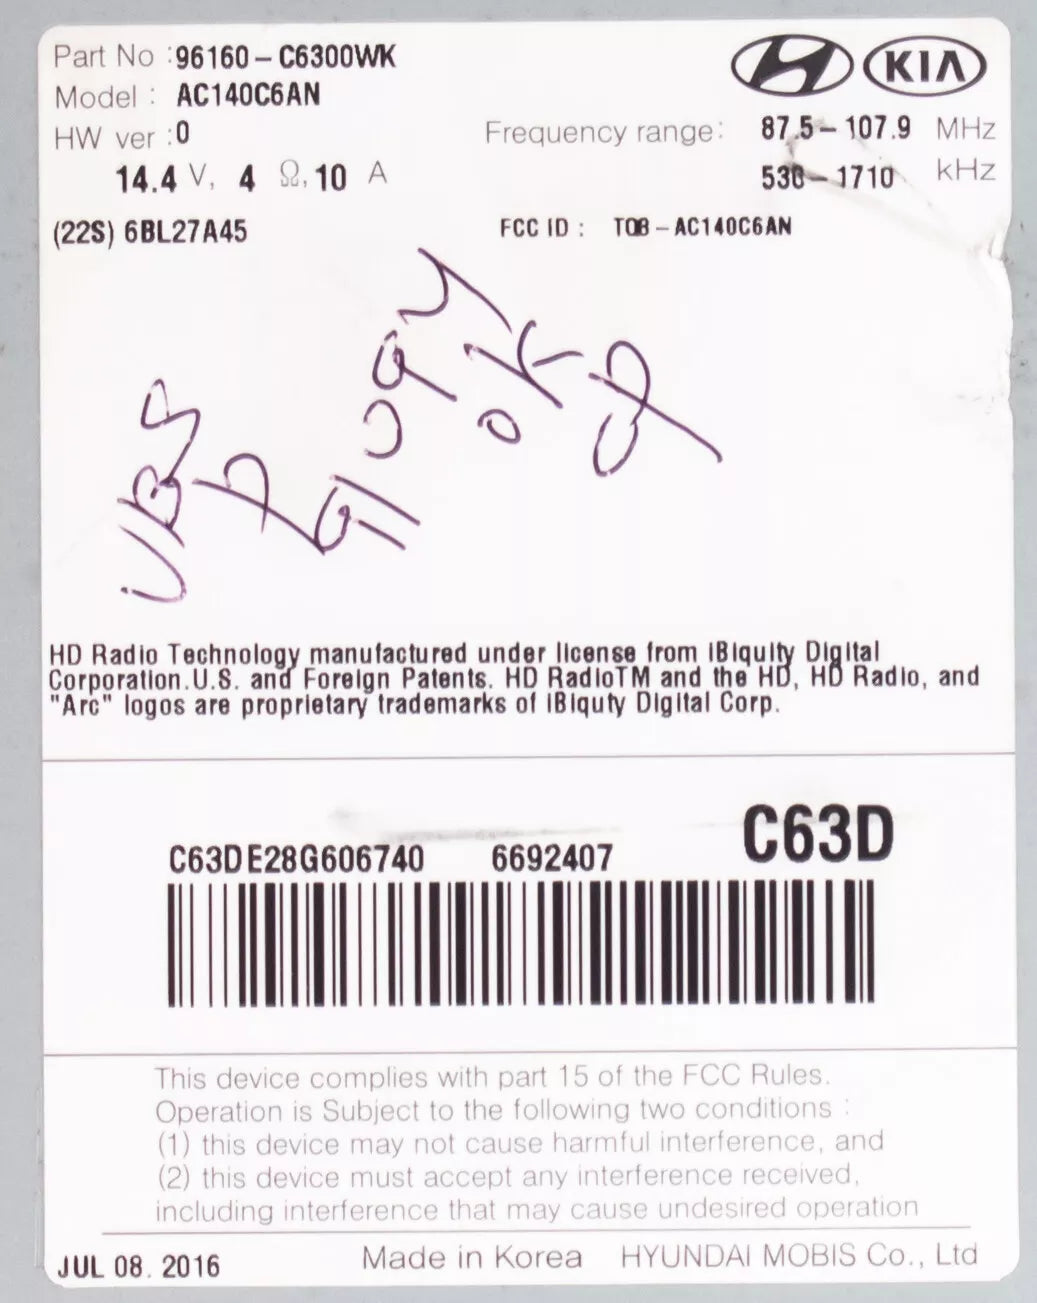 Part No : 96160-C6300WK
KIA
Model : AC140C6AN
HW ver : 0
Frequency range: 87.5-107.9 MHz
530-1710 kHz
14.4 V, 4 Ω, 10 A
(22S) 6BL27A45
FCC ID : TQ8-AC140C6AN
OK
HD Radio Technology manufactured under license from iBiquity Digital
Corporation.U.S. and Foreign Patents. HD RadioTM and the HD, HD Radio, and
"Arc" logos are proprietary trademarks of iBiquty Digital Corp.
C63D
C63DE28G606740 6692407
This device complies with part 15 of the FCC Rules.
Operation is Subject to the following two conditions :
(1) this device may not cause harmful interference, and
(2) this device must accept any interference received,
including interference that may cause undesired operation
JUL 08. 2016
Made in Korea HYUNDAI MOBIS Co., Ltd